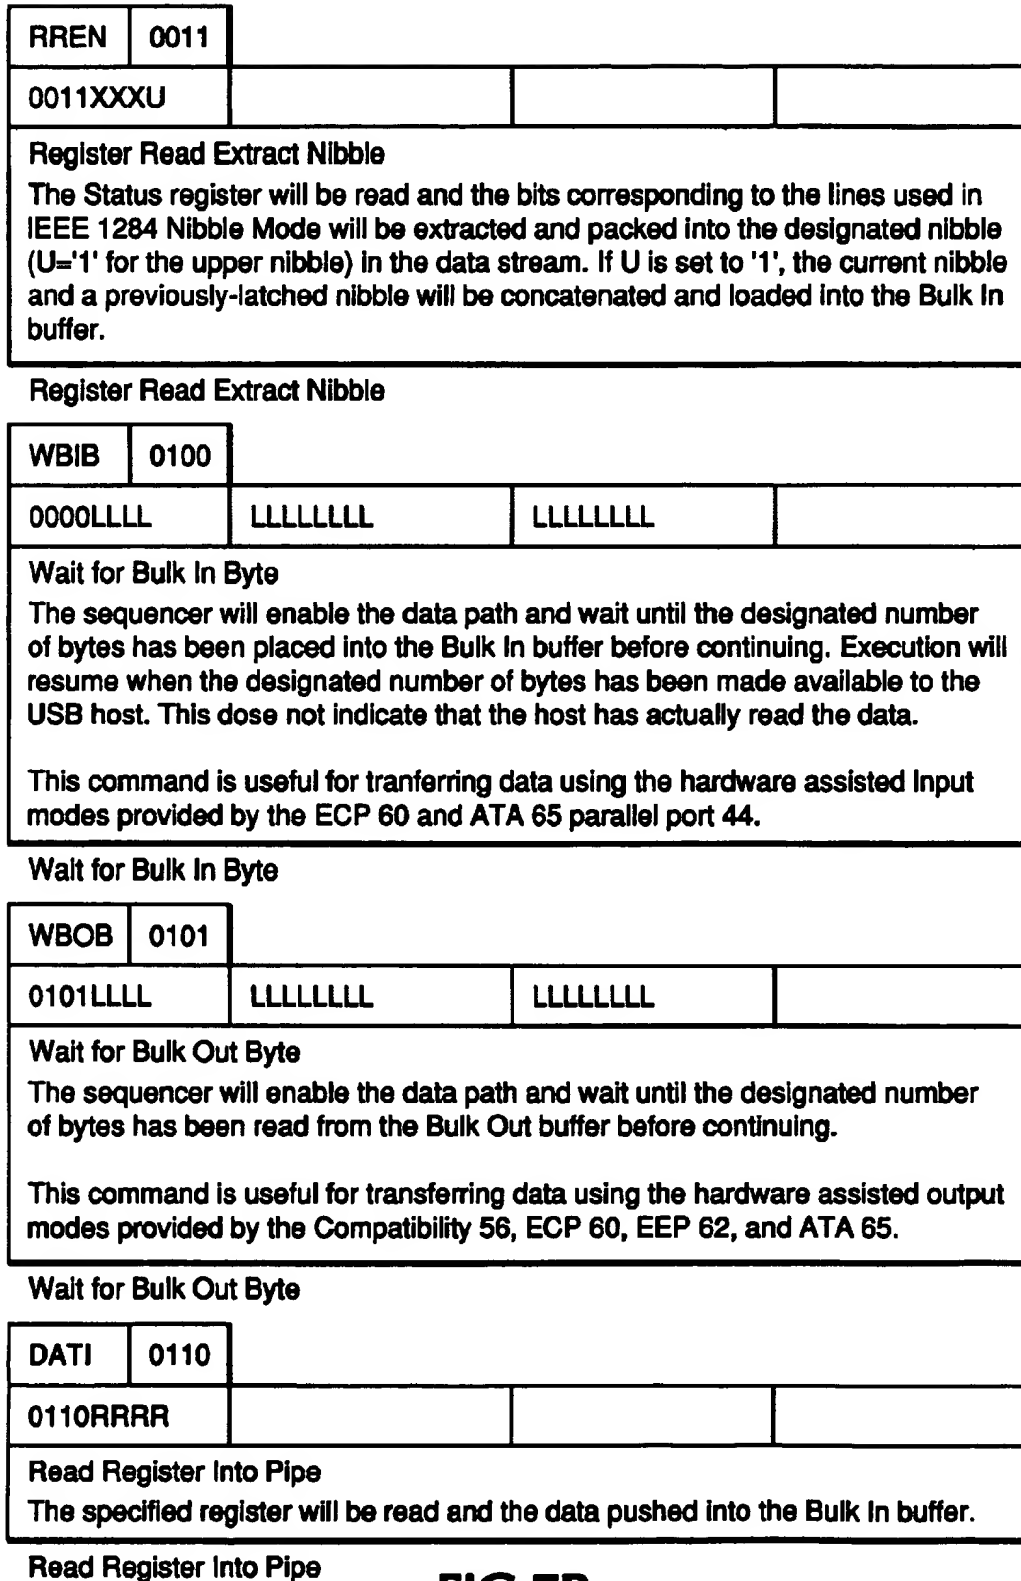 RREN 0011
0011XXXU
Register Read Extract Nibble
The Status register will be read and the bits corresponding to the lines used in
IEEE 1284 Nibble Mode will be extracted and packed into the designated nibble
(U='1' for the upper nibble) in the data stream. If U is set to '1', the current nibble
and a previously-latched nibble will be concatenated and loaded into the Bulk In
buffer.
Register Read Extract Nibble
WBIB 0100
0000LLLL LLLLLLLL LLLLLLLL
Wait for Bulk In Byte
The sequencer will enable the data path and wait until the designated number
of bytes has been placed into the Bulk In buffer before continuing. Execution will
resume when the designated number of bytes has been made available to the
USB host. This dose not indicate that the host has actually read the data.
This command is useful for tranferring data using the hardware assisted Input
modes provided by the ECP 60 and ATA 65 parallel port 44.
Wait for Bulk In Byte
WBOB 0101
0101LLLL LLLLLLLL LLLLLLLL
Wait for Bulk Out Byte
The sequencer will enable the data path and wait until the designated number
of bytes has been read from the Bulk Out buffer before continuing.
This command is useful for transferring data using the hardware assisted output
modes provided by the Compatibility 56, ECP 60, EEP 62, and ATA 65.
Wait for Bulk Out Byte
DATI 0110
0110RRRR
Read Register Into Pipe
The specified register will be read and the data pushed into the Bulk In buffer.
Read Register Into Pipe